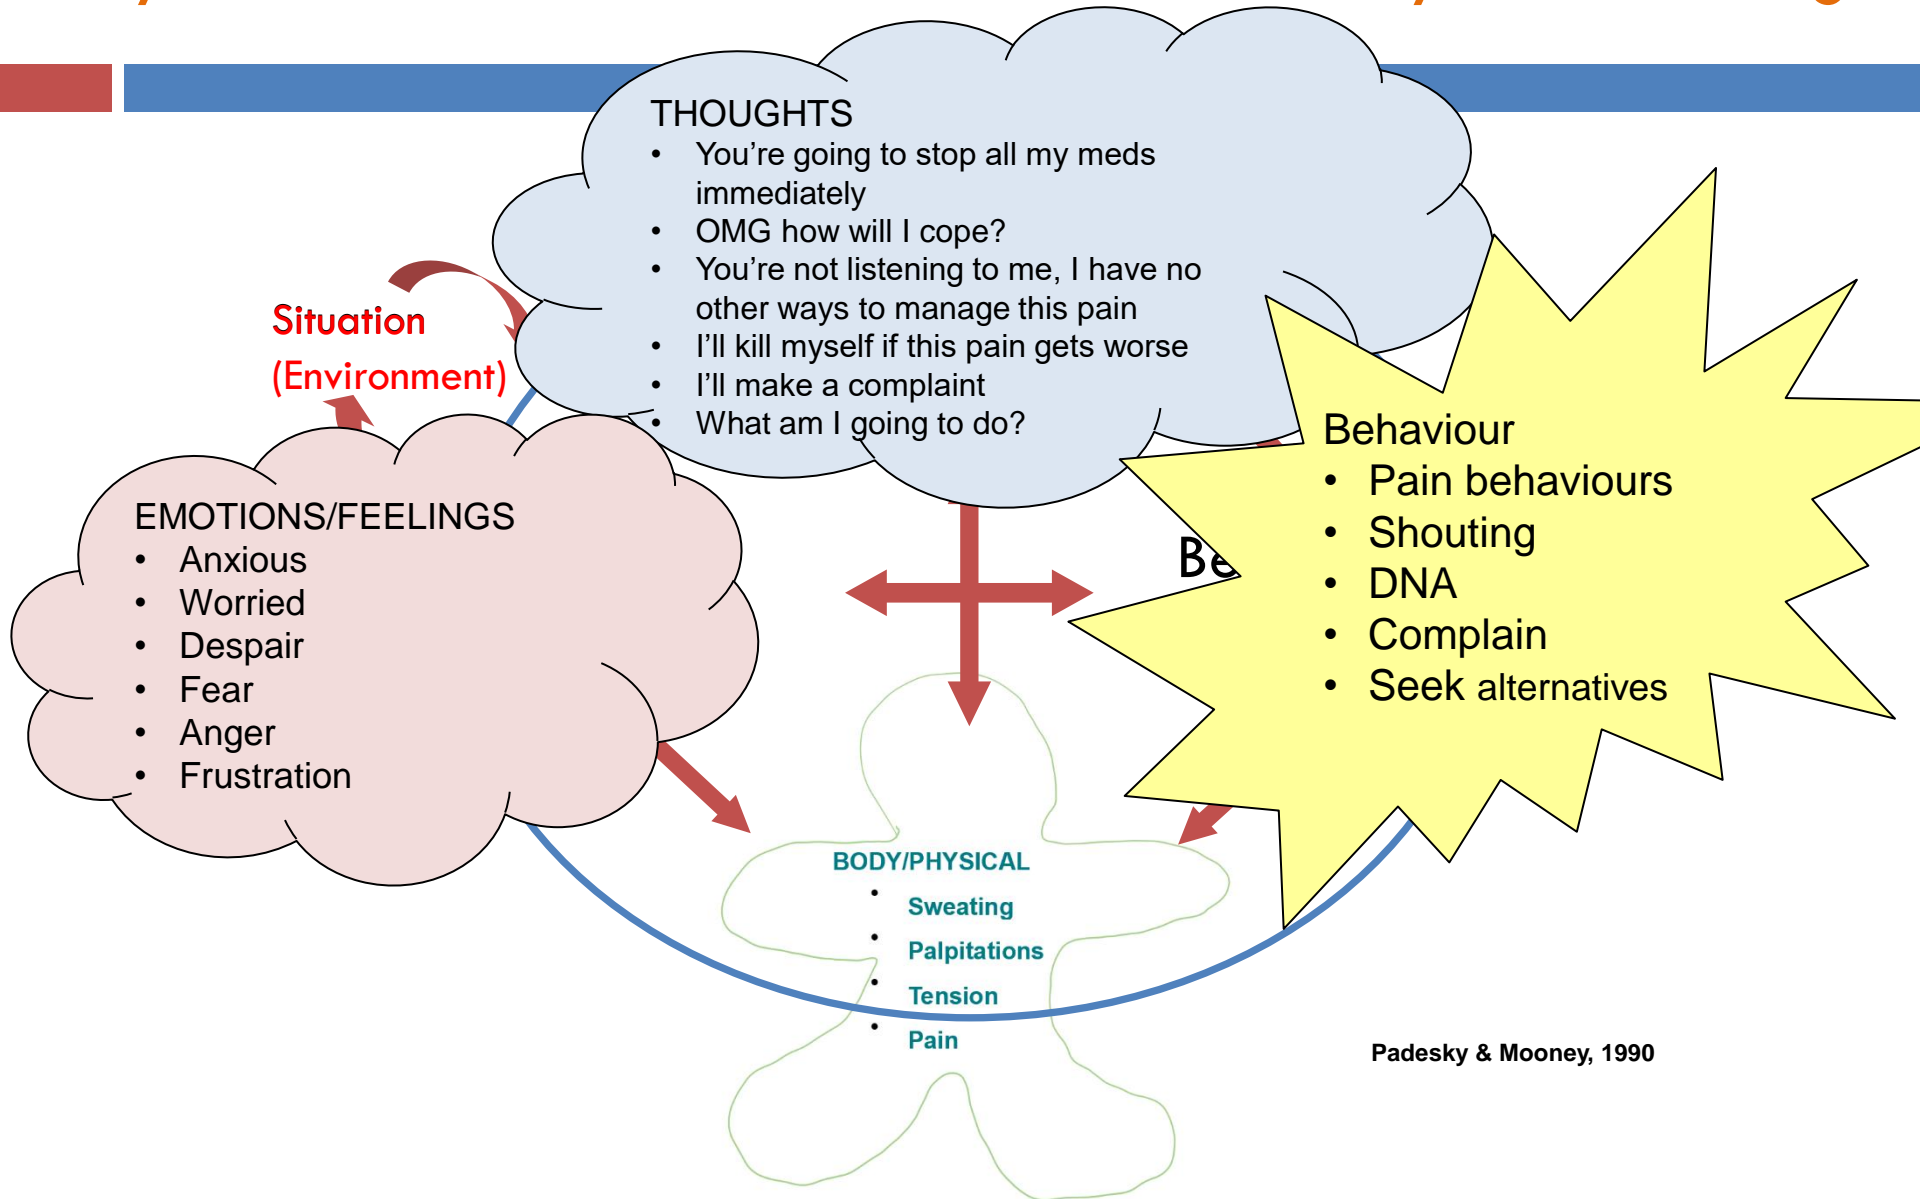 THOUGHTS
• You're going to stop all my meds
immediately
• OMG how will I cope?
• You're not listening to me, I have no
other ways to manage this pain
• I'll kill myself if this pain gets worse
• I'll make a complaint
• What am I going to do?
Situation
(Environment)
EMOTIONS/FEELINGS
• Anxious
• Worried
• Despair
• Fear
• Anger
• Frustration
Be
Behaviour
• Pain behaviours
• Shouting
• DNA
• Complain
• Seek alternatives
BODY/PHYSICAL
• Sweating
• Palpitations
• Tension
• Pain
Padesky & Mooney, 1990